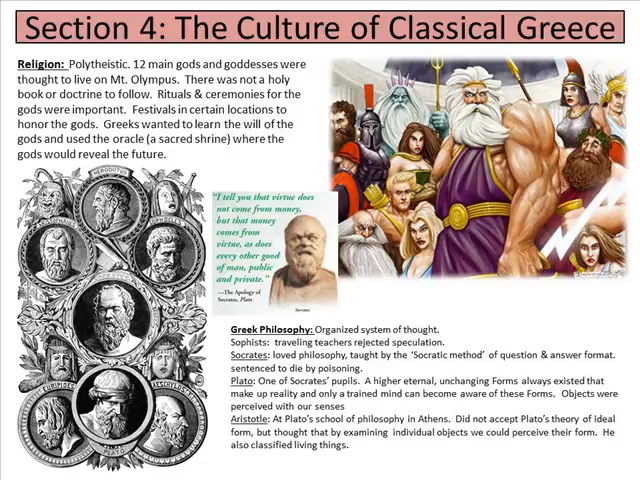 Section 4: The Culture of Classical Greece
Religion: Polytheistic. 12 main gods and goddesses were
thought to live on Mt. Olympus. There was not a holy
book or doctrine to follow. Rituals & ceremonies for the
gods were important. Festivals in certain locations to
honor the gods. Greeks wanted to learn the will of the
gods and used the oracle (a sacred shrine) where the
gods would reveal the future.
HERODOTUS
SOPHOCLES
EURIPIDES
AESCHYLOS
PLATO
"I tell you that virtue does
not come from money,
but that money
comes from
virtue, as does
every other good
of man, public
and private."
—The Apology of
Socrates, Plato
Socrates
Greek Philosophy: Organized system of thought.
Sophists: traveling teachers rejected speculation.
Socrates: loved philosophy, taught by the 'Socratic method' of question & answer format.
sentenced to die by poisoning.
Plato: One of Socrates' pupils. A higher eternal, unchanging Forms always existed that
make up reality and only a trained mind can become aware of these Forms. Objects were
perceived with our senses
Aristotle: At Plato's school of philosophy in Athens. Did not accept Plato's theory of ideal
form, but thought that by examining individual objects we could perceive their form. He
also classified living things.